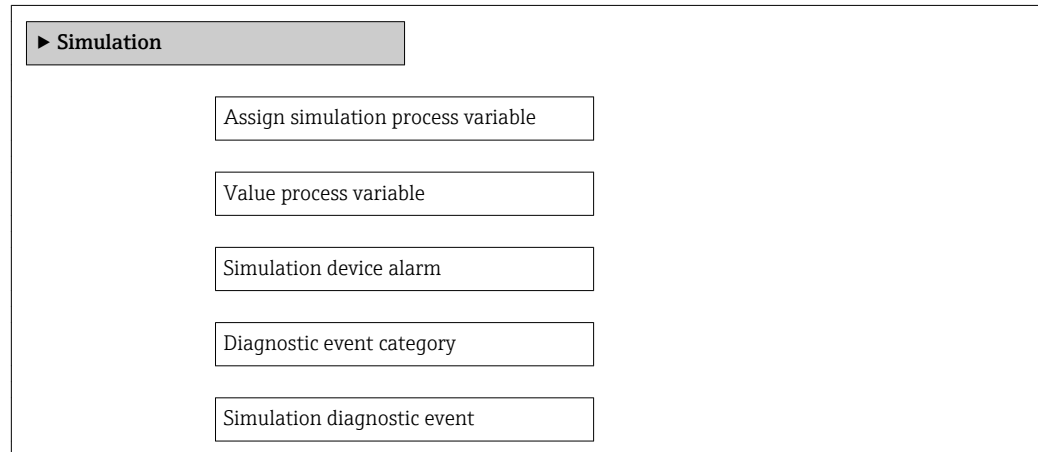 ▶ Simulation
Assign simulation process variable
Value process variable
Simulation device alarm
Diagnostic event category
Simulation diagnostic event